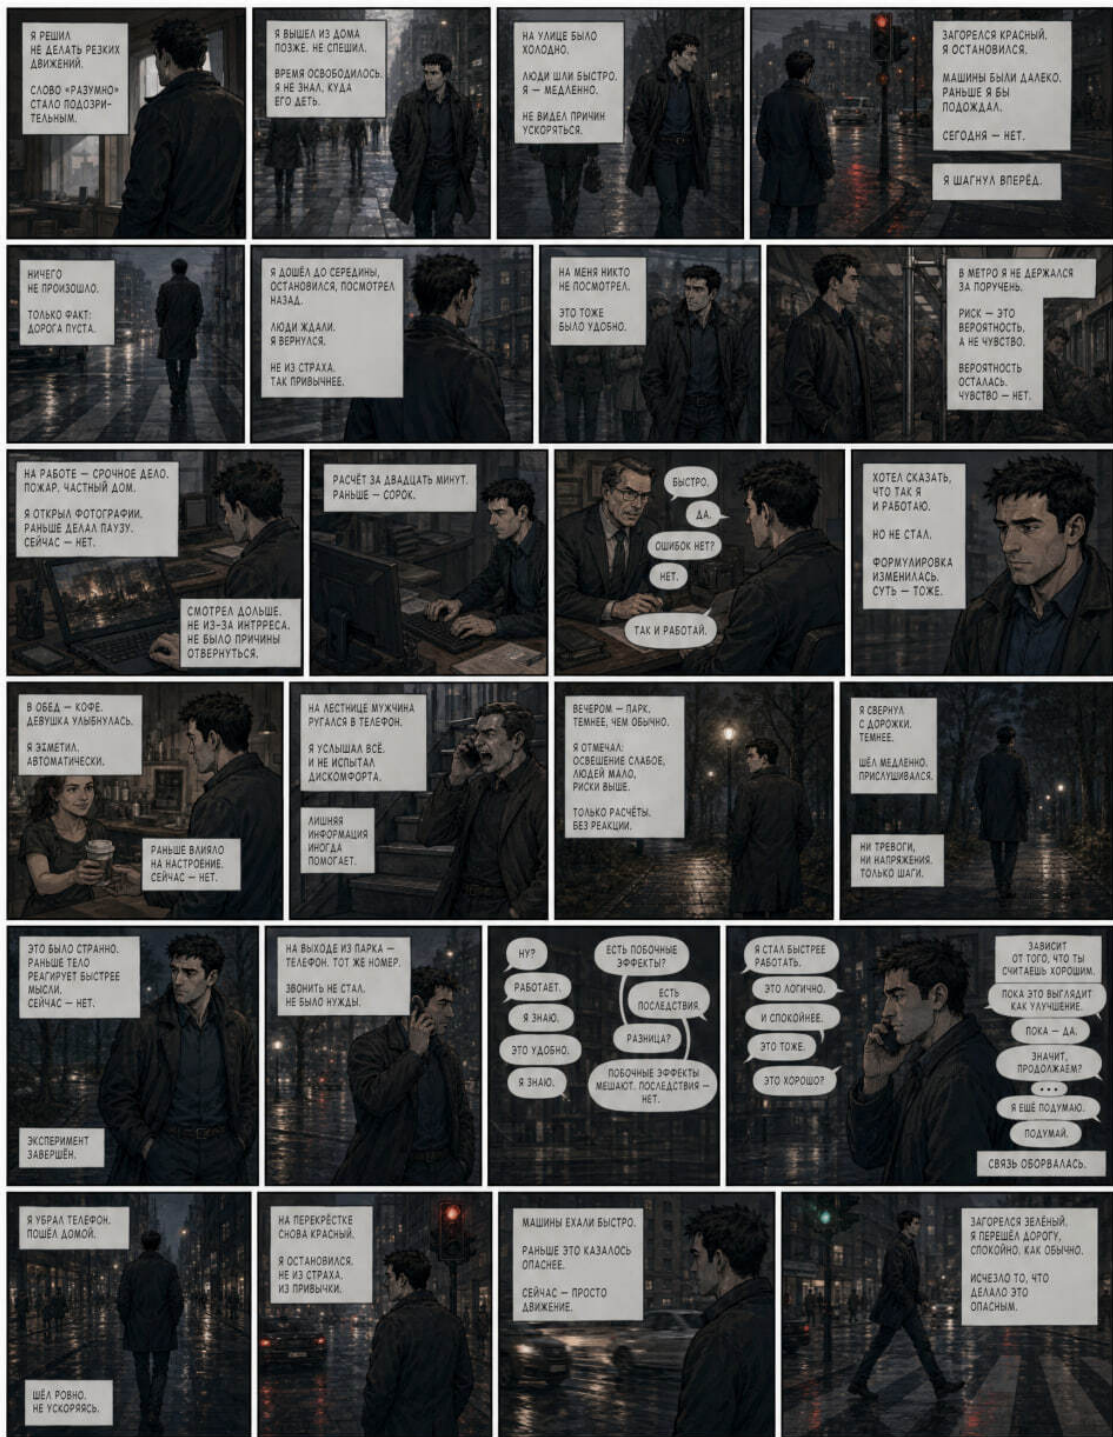 Я РЕШИЛ
НЕ ДЕЛАТЬ РЕЗКИХ
ДВИЖЕНИЙ.
СЛОВО «РАЗУМНО»
СТАЛО ПОДОЗРИ-
ТЕЛЬНЫМ.
Я ВЫШЕЛ ИЗ ДОМА
ПОЗЖЕ. НЕ СПЕШИЛ.
ВРЕМЯ ОСВОБОДИЛОСЬ.
Я НЕ ЗНАЛ, КУДА
ЕГО ДЕТЬ.
НА УЛИЦЕ БЫЛО
ХОЛОДНО.
ЛЮДИ ШЛИ БЫСТРО.
Я — МЕДЛЕННО.
НЕ ВИДЕЛ ПРИЧИН
УСКОРЯТЬСЯ.
ЗАГОРЕЛСЯ КРАСНЫЙ.
Я ОСТАНОВИЛСЯ.
МАШИНЫ БЫЛИ ДАЛЕКО.
РАНЬШЕ Я БЫ
ПОДОЖДАЛ.
СЕГОДНЯ — НЕТ.
Я ШАГНУЛ ВПЕРЁД.
НИЧЕГО
НЕ ПРОИЗОШЛО.
ТОЛЬКО ФАКТ:
ДОРОГА ПУСТА.
Я ДОШЁЛ ДО СЕРЕДИНЫ,
ОСТАНОВИЛСЯ, ПОСМОТРЕЛ
НАЗАД.
ЛЮДИ ЖДАЛИ.
Я ВЕРНУЛСЯ.
НЕ ИЗ СТРАХА.
ТАК ПРИВЫЧНЕЕ.
НА МЕНЯ НИКТО
НЕ ПОСМОТРЕЛ.
ЭТО ТОЖЕ
БЫЛО УДОБНО.
В МЕТРО Я НЕ ДЕРЖАЛСЯ
ЗА ПОРУЧЕНЬ.
РИСК — ЭТО
ВЕРОЯТНОСТЬ,
А НЕ ЧУВСТВО.
ВЕРОЯТНОСТЬ
ОСТАЛАСЬ.
ЧУВСТВО — НЕТ.
НА РАБОТЕ — СРОЧНОЕ ДЕЛО.
ПОЖАР, ЧАСТНЫЙ ДОМ.
Я ОТКРЫЛ ФОТОГРАФИИ.
РАНЬШЕ ДЕЛАЛ ПАУЗУ.
СЕЙЧАС — НЕТ.
СМОТРЕЛ ДОЛЬШЕ.
НЕ ИЗ-ЗА ИНТРРЕСА.
НЕ БЫЛО ПРИЧИНЫ
ОТВЕРНУТЬСЯ.
РАСЧЁТ ЗА ДВАДЦАТЬ МИНУТ.
РАНЬШЕ — СОРОК.
БЫСТРО.
ДА.
ОШИБОК НЕТ?
НЕТ.
ТАК И РАБОТАЙ.
ХОТЕЛ СКАЗАТЬ,
ЧТО ТАК Я
И РАБОТАЮ.
НО НЕ СТАЛ.
ФОРМУЛИРОВКА
ИЗМЕНИЛАСЬ.
СУТЬ — ТОЖЕ.
В ОБЕД — КОФЕ.
ДЕВУШКА УЛЫБНУЛАСЬ.
Я ЗΣМЕТИЛ.
АВТОМАТИЧЕСКИ.
РАНЬШЕ ВЛИЯЛО
НА НАСТРОЕНИЕ.
СЕЙЧАС — НЕТ.
НА ЛЕСТНИЦЕ МУЖЧИНА
РУГАЛСЯ В ТЕЛЕФОН.
Я УСЛЫШАЛ ВСЁ.
И НЕ ИСПЫТАЛ
ДИСКОМФОРТА.
ЛИШНЯЯ
ИНФОРМАЦИЯ
ИНОГДА
ПОМОГАЕТ.
ВЕЧЕРОМ — ПАРК.
ТЕМНЕЕ, ЧЕМ ОБЫЧНО.
Я ОТМЕЧАЛ:
ОСВЕШЕНИЕ СЛАБОЕ,
ЛЮДЕЙ МАЛО,
РИСКИ ВЫШЕ.
ТОЛЬКО РАСЧЁТЫ.
БЕЗ РЕАКЦИИ.
Я СВЕРНУЛ
С ДОРОЖКИ.
ТЕМНЕЕ.
ШЁЛ МЕДЛЕННО.
ПРИСЛУШИВАЛСЯ.
НИ ТРЕВОГИ,
НИ НАПРЯЖЕНИЯ.
ТОЛЬКО ШАГИ.
ЭТО БЫЛО СТРАННО.
РАНЬШЕ ТЕЛО
РЕАГИРУЕТ БЫСТРЕЕ
МЫСЛИ.
СЕЙЧАС — НЕТ.
ЭКСПЕРИМЕНТ
ЗАВЕРШЁН.
НА ВЫХОДЕ ИЗ ПАРКА —
ТЕЛЕФОН. ТОТ ЖЕ НОМЕР.
ЗВОНИТЬ НЕ СТАЛ.
НЕ БЫЛО НУЖДЫ.
НУ?
РАБОТАЕТ.
Я ЗНАЮ.
ЭТО УДОБНО.
Я ЗНАЮ.
ЕСТЬ ПОБОЧНЫЕ
ЭФФЕКТЫ?
ЕСТЬ
ПОСЛЕДСТВИЯ.
РАЗНИЦА?
ПОБОЧНЫЕ ЭФФЕКТЫ
МЕШАЮТ. ПОСЛЕДСТВИЯ —
НЕТ.
Я СТАЛ БЫСТРЕЕ
РАБОТАТЬ.
ЭТО ЛОГИЧНО.
И СПОКОЙНЕЕ.
ЭТО ТОЖЕ.
ЭТО ХОРОШО?
ЗАВИСИТ
ОТ ТОГО, ЧТО ТЫ
СЧИТАЕШЬ ХОРОШИМ.
ПОКА ЭТО ВЫГЛЯДИТ
КАК УЛУЧШЕНИЕ.
ПОКА — ДА.
ЗНАЧИТ,
ПРОДОЛЖАЕМ?
•••
Я ЕЩЁ ПОДУМАЮ.
ПОДУМАЙ.
СВЯЗЬ ОБОРВАЛАСЬ.
Я УБРАЛ ТЕЛЕФОН.
ПОШЁЛ ДОМОЙ.
ШЁЛ РОВНО.
НЕ УСКОРЯЯСЬ.
НА ПЕРЕКРЁСТКЕ
СНОВА КРАСНЫЙ.
Я ОСТАНОВИЛСЯ.
НЕ ИЗ СТРАХА.
ИЗ ПРИВЫЧКИ.
МАШИНЫ ЕХАЛИ БЫСТРО.
РАНЬШЕ ЭТО КАЗАЛОСЬ
ОПАСНЕЕ.
СЕЙЧАС — ПРОСТО
ДВИЖЕНИЕ.
ЗАГОРЕЛСЯ ЗЕЛЁНЫЙ.
Я ПЕРЕШЁЛ ДОРОГУ,
СПОКОЙНО. КАК ОБЫЧНО.
ИСЧЕЗЛО ТО, ЧТО
ДЕЛАЛО ЭТО
ОПАСНЫМ.